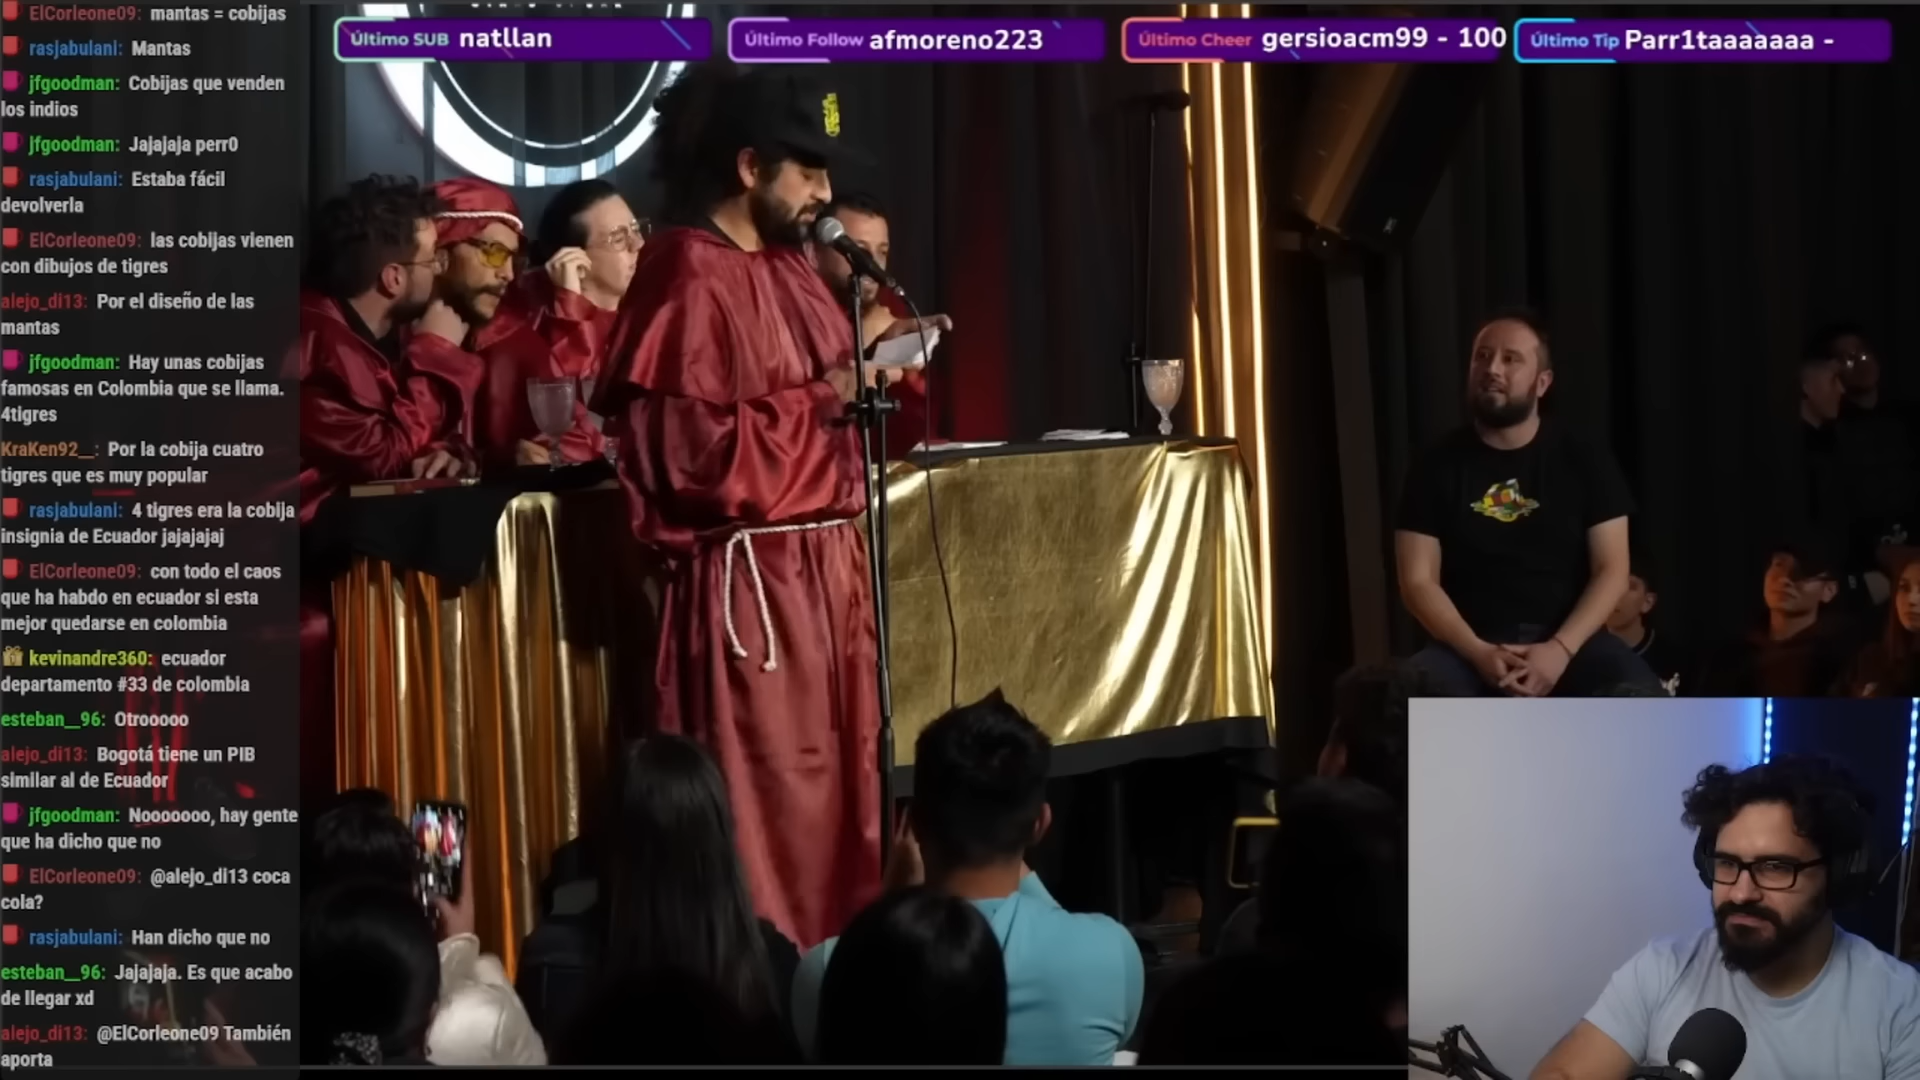 ElCorleone09: mantas = cobijas
rasjabulani: Mantas
jfgoodman: Cobijas que venden
los indios
jfgoodman: Jajajaja perr0
rasjabulani: Estaba fácil
devolverla
ElCorleone09: las cobijas vienen
con dibujos de tigres
alejo_di13: Por el diseño de las
mantas
jfgoodman: Hay unas cobijas
famosas en Colombia que se llama.
4tigres
KraKen92__: Por la cobija cuatro
tigres que es muy popular
rasjabulani: 4 tigres era la cobija
insignia de Ecuador jajajajaj
ElCorleone09: con todo el caos
que ha habdo en ecuador si esta
mejor quedarse en colombia
kevinandre360: ecuador
departamento #33 de colombia
esteban__96: Otrooooo
alejo_di13: Bogotá tiene un PIB
similar al de Ecuador
jfgoodman: Nooooooo, hay gente
que ha dicho que no
ElCorleone09: @alejo_di13 coca
cola?
rasjabulani: Han dicho que no
esteban__96: Jajajaja. Es que acabo
de llegar xd
alejo_di13: @ElCorleone09 También
aporta
Último SUB natllan
Último Follow afmoreno223
Último Cheer gersioacm99 - 100
Último Tip Parr1taaaaaaa -